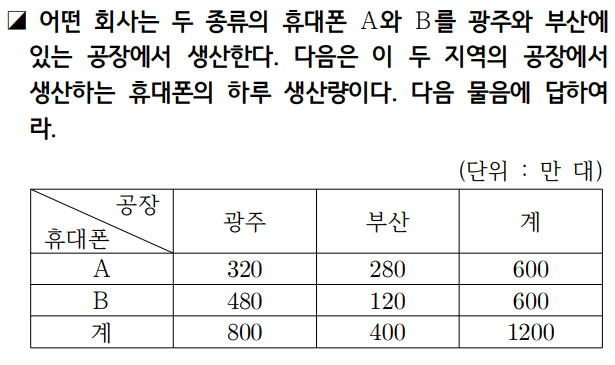 ◪ 어떤 회사는 두 종류의 휴대폰 A와 B를 광주와 부산에
있는 공장에서 생산한다. 다음은 이 두 지역의 공장에서
생산하는 휴대폰의 하루 생산량이다. 다음 물음에 답하여
라.
(단위 : 만 대)
공장 휴대폰 광주 부산 계
A 320 280 600
B 480 120 600
계 800 400 1200